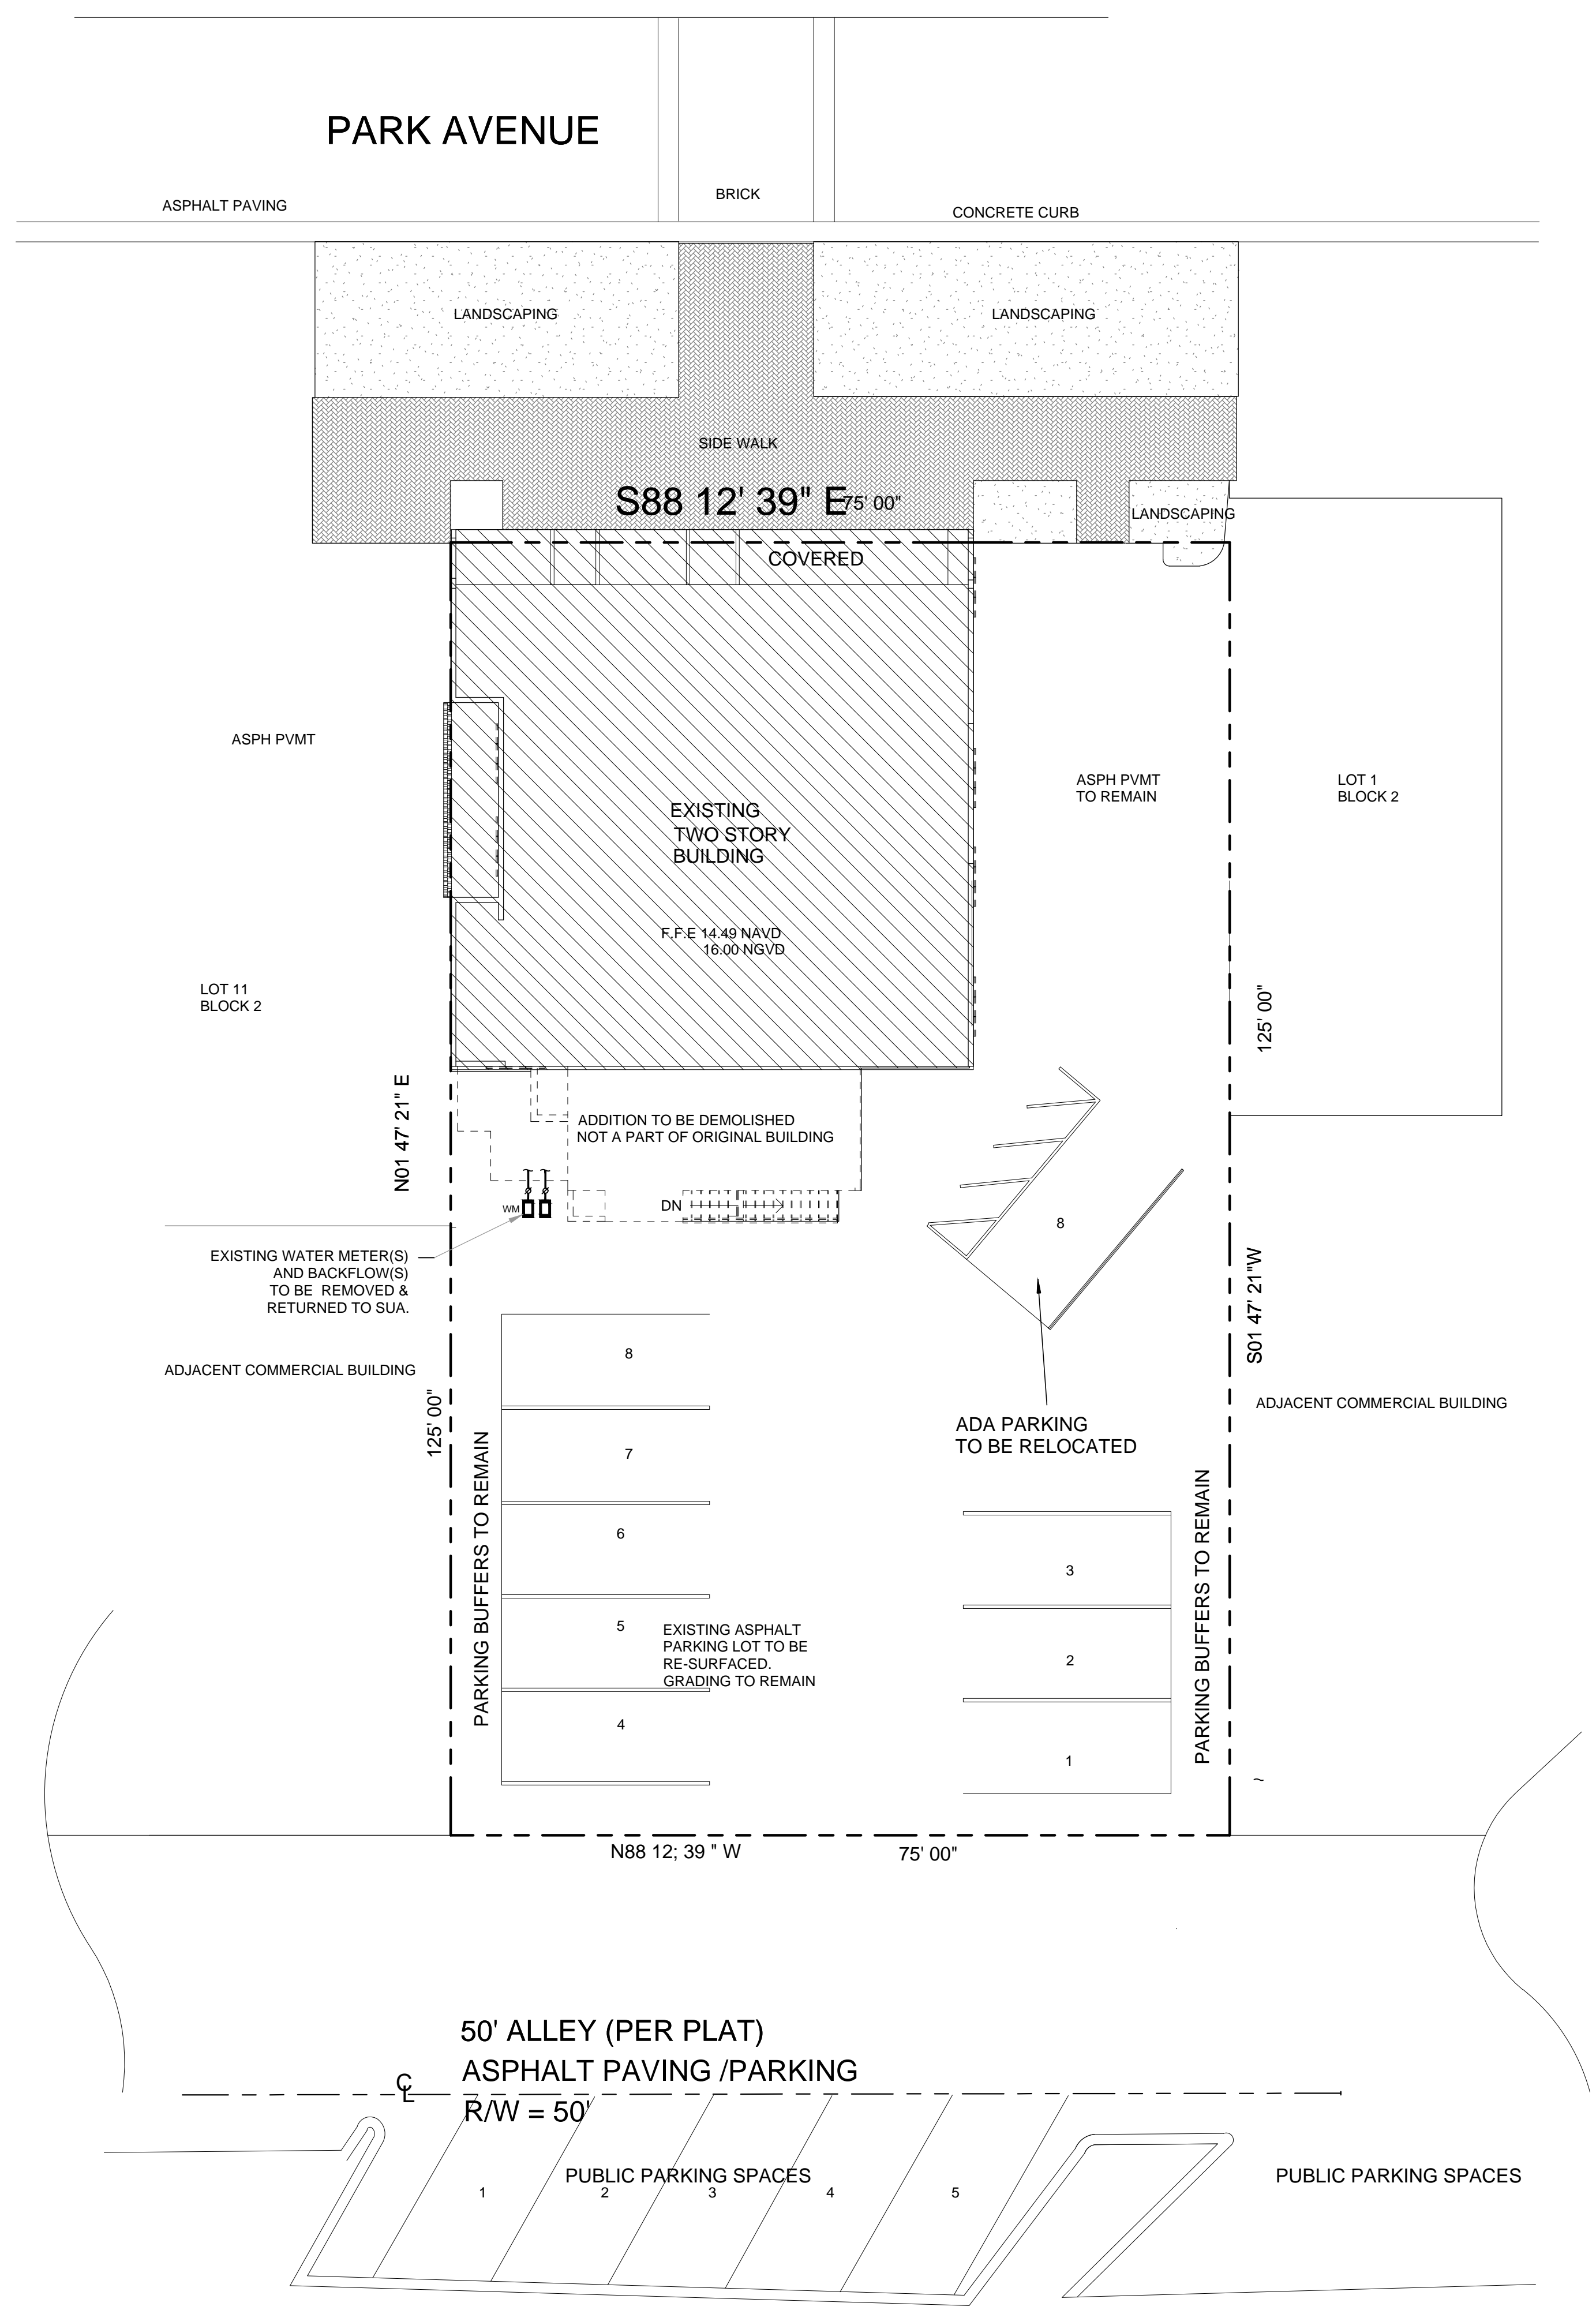 PARK AVENUE
BRICK
ASPHALT PAVING
CONCRETE CURB
LANDSCAPING
LANDSCAPING
SIDE WALK
S88 12' 39" E
75' 00"
LANDSCAPING
COVERED
ASPH PVMT
ASPH PVMT
TO REMAIN
LOT 1
BLOCK 2
EXISTING
TWO STORY
BUILDING
F.F.E 14.49 NAVD
16.00 NGVD
LOT 11
BLOCK 2
125' 00"
N01 47' 21" E
ADDITION TO BE DEMOLISHED
NOT A PART OF ORIGINAL BUILDING
WM
DN
8
EXISTING WATER METER(S)
AND BACKFLOW(S)
TO BE REMOVED &
RETURNED TO SUA.
S01 47' 21"W
8
ADJACENT COMMERCIAL BUILDING
125' 00"
ADA PARKING
TO BE RELOCATED
ADJACENT COMMERCIAL BUILDING
7
PARKING BUFFERS TO REMAIN
PARKING BUFFERS TO REMAIN
6
3
5
EXISTING ASPHALT
PARKING LOT TO BE
RE-SURFACED.
GRADING TO REMAIN
2
4
1
~
N88 12; 39 " W
75' 00"
50' ALLEY (PER PLAT)
ASPHALT PAVING /PARKING
CL
R/W = 50'
PUBLIC PARKING SPACES
PUBLIC PARKING SPACES
1
2
3
4
5